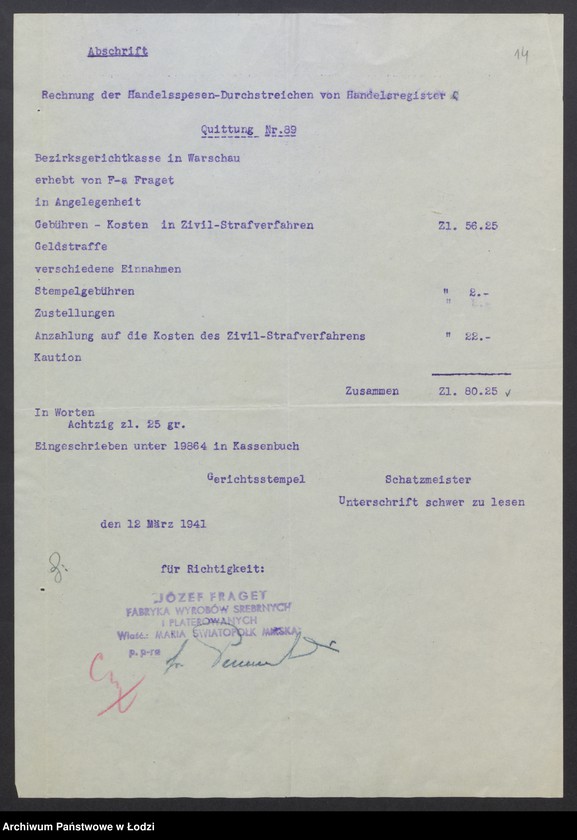 Abschrift
14
Rechnung der Handelsspesen-Durchstreichen von Handelsregister
Quittung Nr.89
Bezirksgerichtkasse in Warschau
erhebt von F-a Fraget
in Angelegenheit
Gebühren - Kosten in Zivil-Strafverfahren Zl. 56.25
Geldstraffe
verschiedene Einnahmen
Stempelgebühren " 2.-
Zustellungen
Anzahlung auf die Kosten des Zivil-Strafverfahrens " 22.-
Kaution
Zusammen Zl. 80.25
In Worten
Achtzig zl. 25 gr.
Eingeschrieben unter 19864 in Kassenbuch
Gerichtsstempel Schatzmeister
Unterschrift schwer zu lesen
den 12 März 1941
für Richtigkeit:
JÓZEF FRAGET
FABRYKA WYROBÓW SREBRNYCH
I PLATEROWANYCH
Właśc.: MARIA ŚWIATOPOLK MIRSKA
p. p-ra
Archiwum Państwowe w Łodzi